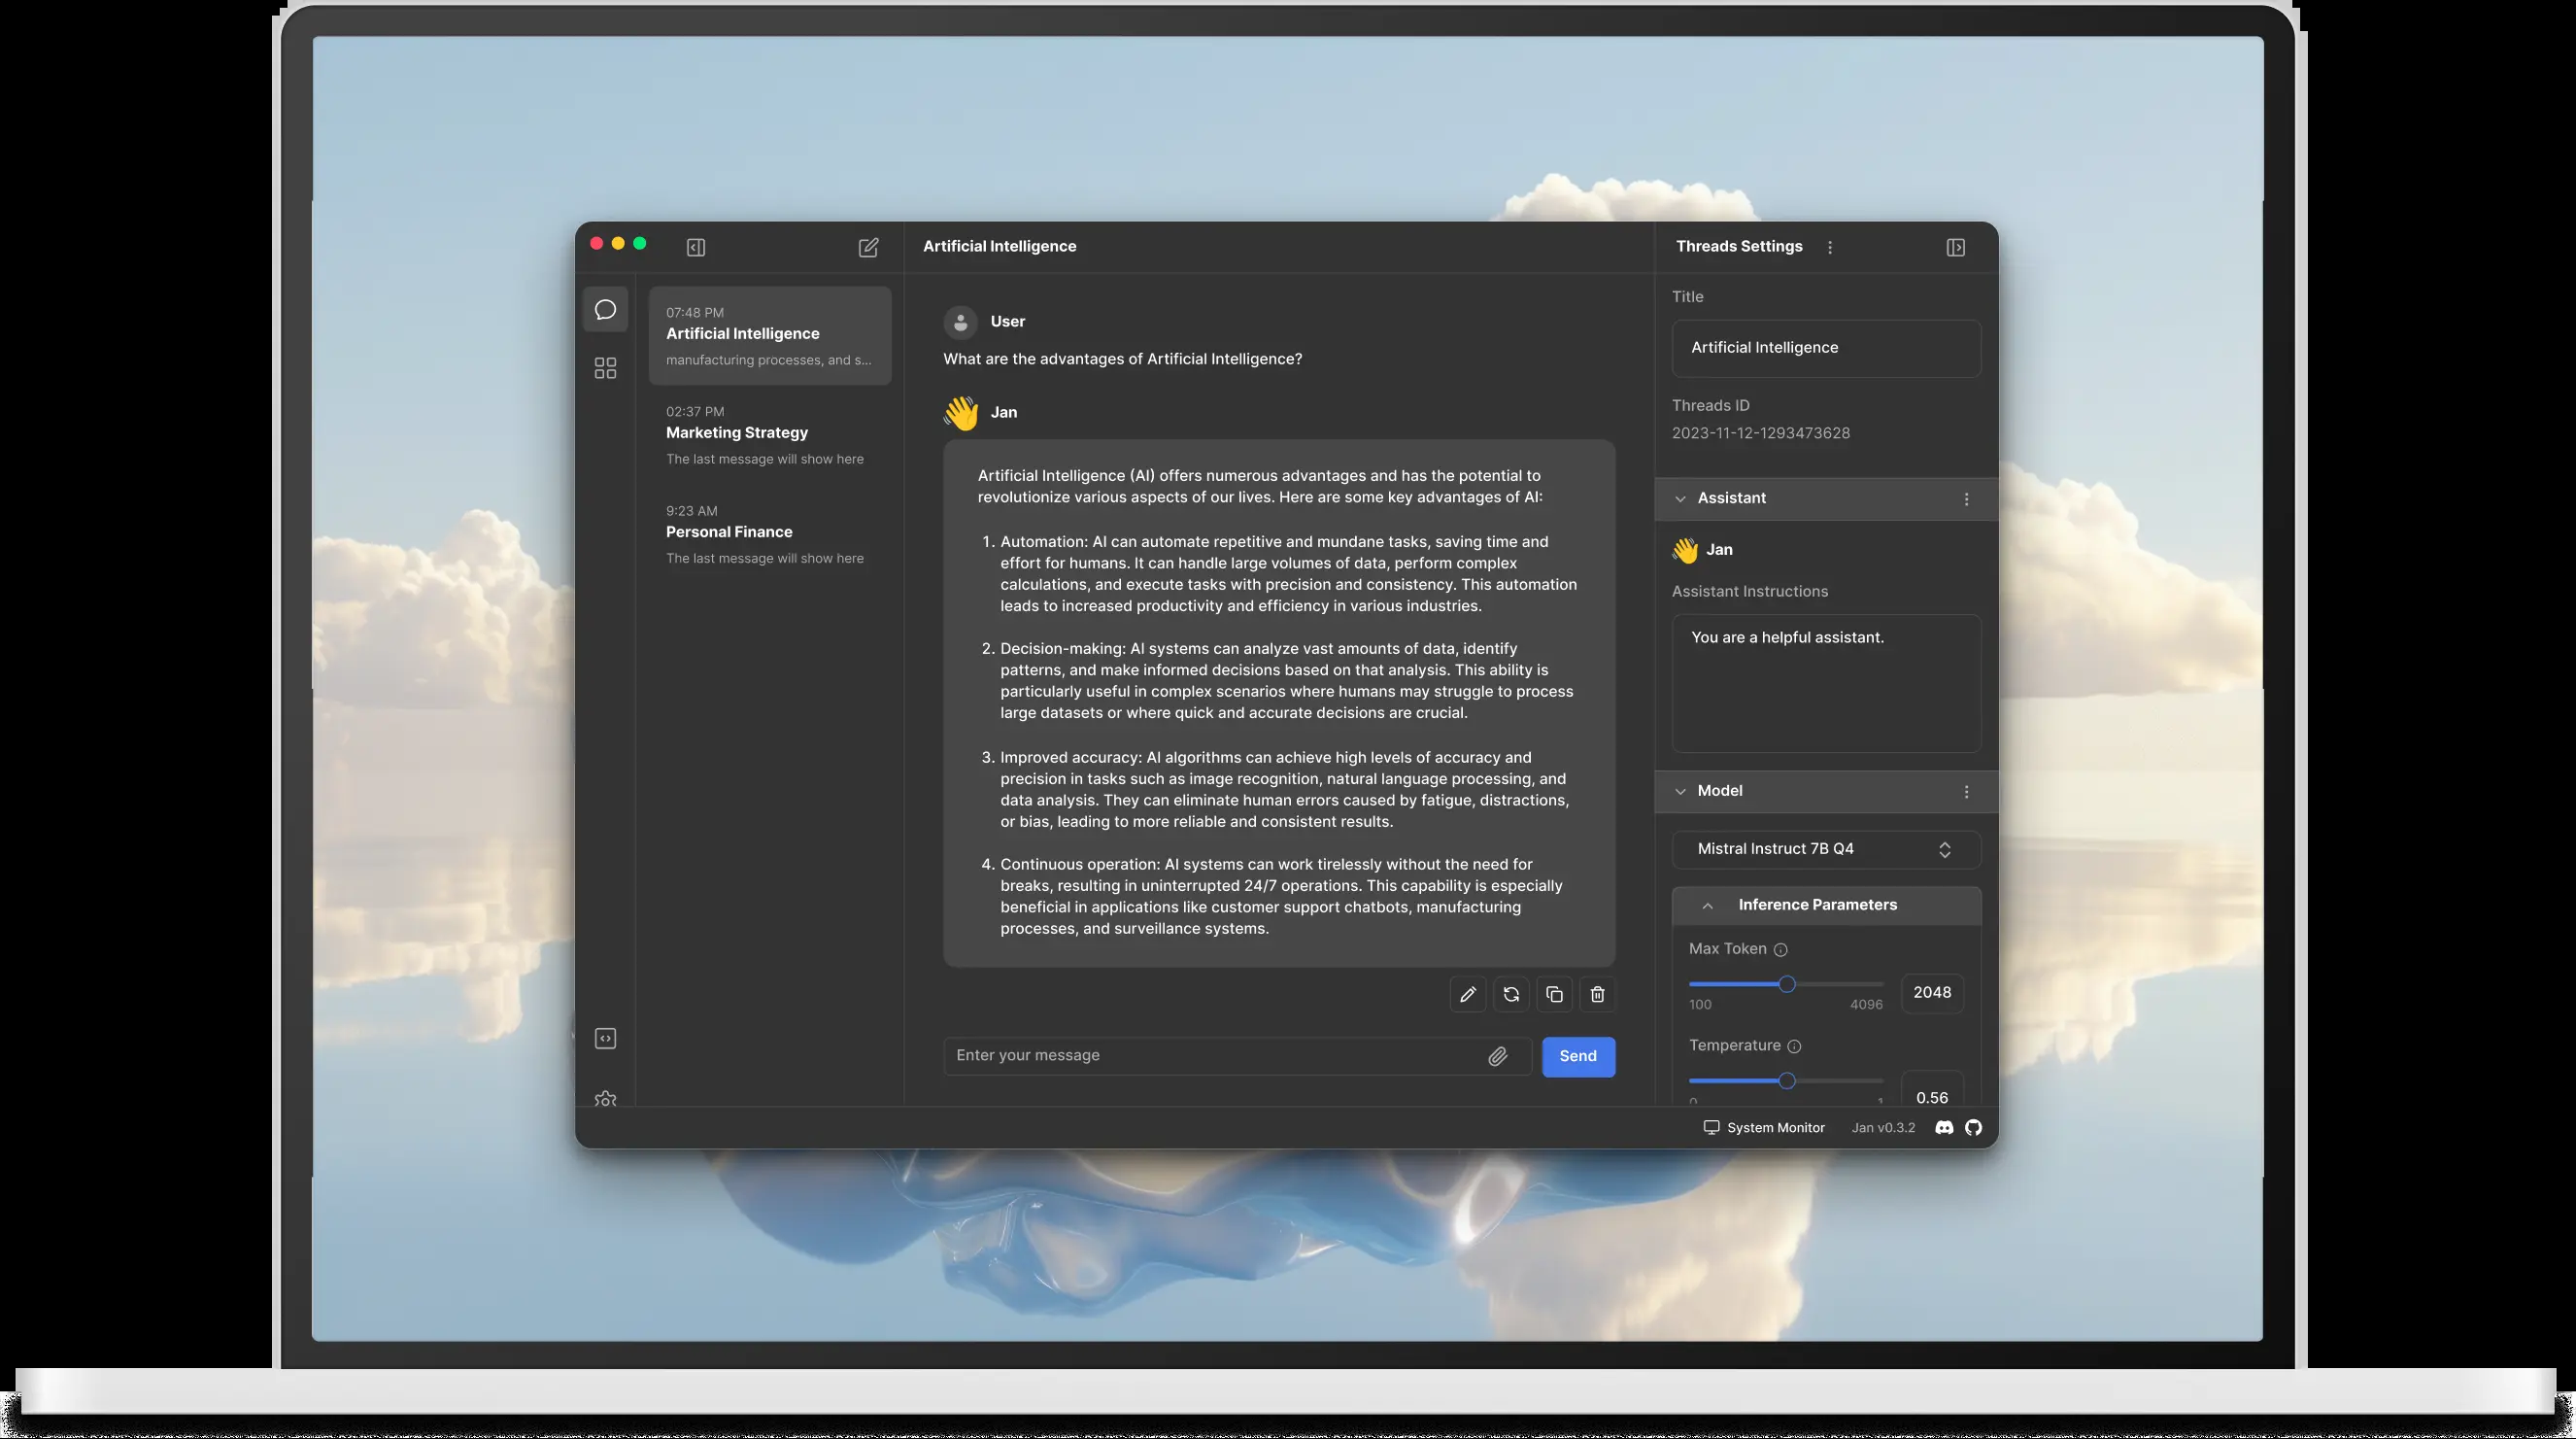 Artificial Intelligence
Threads Settings
07:48 PM
Artificial Intelligence
manufacturing processes, and s...
02:37 PM
Marketing Strategy
The last message will show here
9:23 AM
Personal Finance
The last message will show here
User
What are the advantages of Artificial Intelligence?
Jan
Artificial Intelligence (AI) offers numerous advantages and has the potential to
revolutionize various aspects of our lives. Here are some key advantages of AI:
1. Automation: AI can automate repetitive and mundane tasks, saving time and
effort for humans. It can handle large volumes of data, perform complex
calculations, and execute tasks with precision and consistency. This automation
leads to increased productivity and efficiency in various industries.
2. Decision-making: AI systems can analyze vast amounts of data, identify
patterns, and make informed decisions based on that analysis. This ability is
particularly useful in complex scenarios where humans may struggle to process
large datasets or where quick and accurate decisions are crucial.
3. Improved accuracy: AI algorithms can achieve high levels of accuracy and
precision in tasks such as image recognition, natural language processing, and
data analysis. They can eliminate human errors caused by fatigue, distractions,
or bias, leading to more reliable and consistent results.
4. Continuous operation: AI systems can work tirelessly without the need for
breaks, resulting in uninterrupted 24/7 operations. This capability is especially
beneficial in applications like customer support chatbots, manufacturing
processes, and surveillance systems.
Enter your message
Send
Title
Artificial Intelligence
Threads ID
2023-11-12-1293473628
Assistant
Jan
Assistant Instructions
You are a helpful assistant.
Model
Mistral Instruct 7B Q4
Inference Parameters
Max Token
2048
100 4096
Temperature
0.56
0 1
System Monitor
Jan v0.3.2